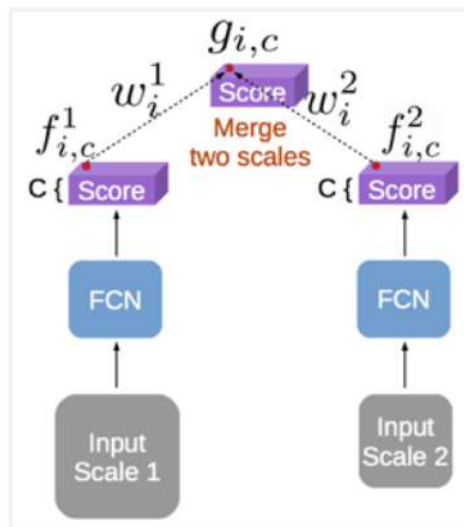 g_{i,c}
w_i^1
Score
w_i^2
Merge
two scales
f_{i,c}^1
f_{i,c}^2
C { Score
C { Score
FCN
FCN
Input
Scale 1
Input
Scale 2